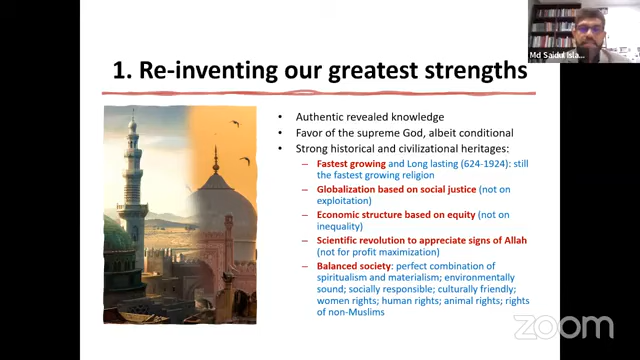 Md Saidul Isla...
1. Re-inventing our greatest strengths
• Authentic revealed knowledge
• Favor of the supreme God, albeit conditional
• Strong historical and civilizational heritages:
– Fastest growing and Long lasting (624-1924): still
the fastest growing religion
– Globalization based on social justice (not on
exploitation)
– Economic structure based on equity (not on
inequality)
– Scientific revolution to appreciate signs of Allah
(not for profit maximization)
– Balanced society: perfect combination of
spiritualism and materialism; environmentally
sound; socially responsible; culturally friendly;
women rights; human rights; animal rights; rights
of non-Muslims
zoom